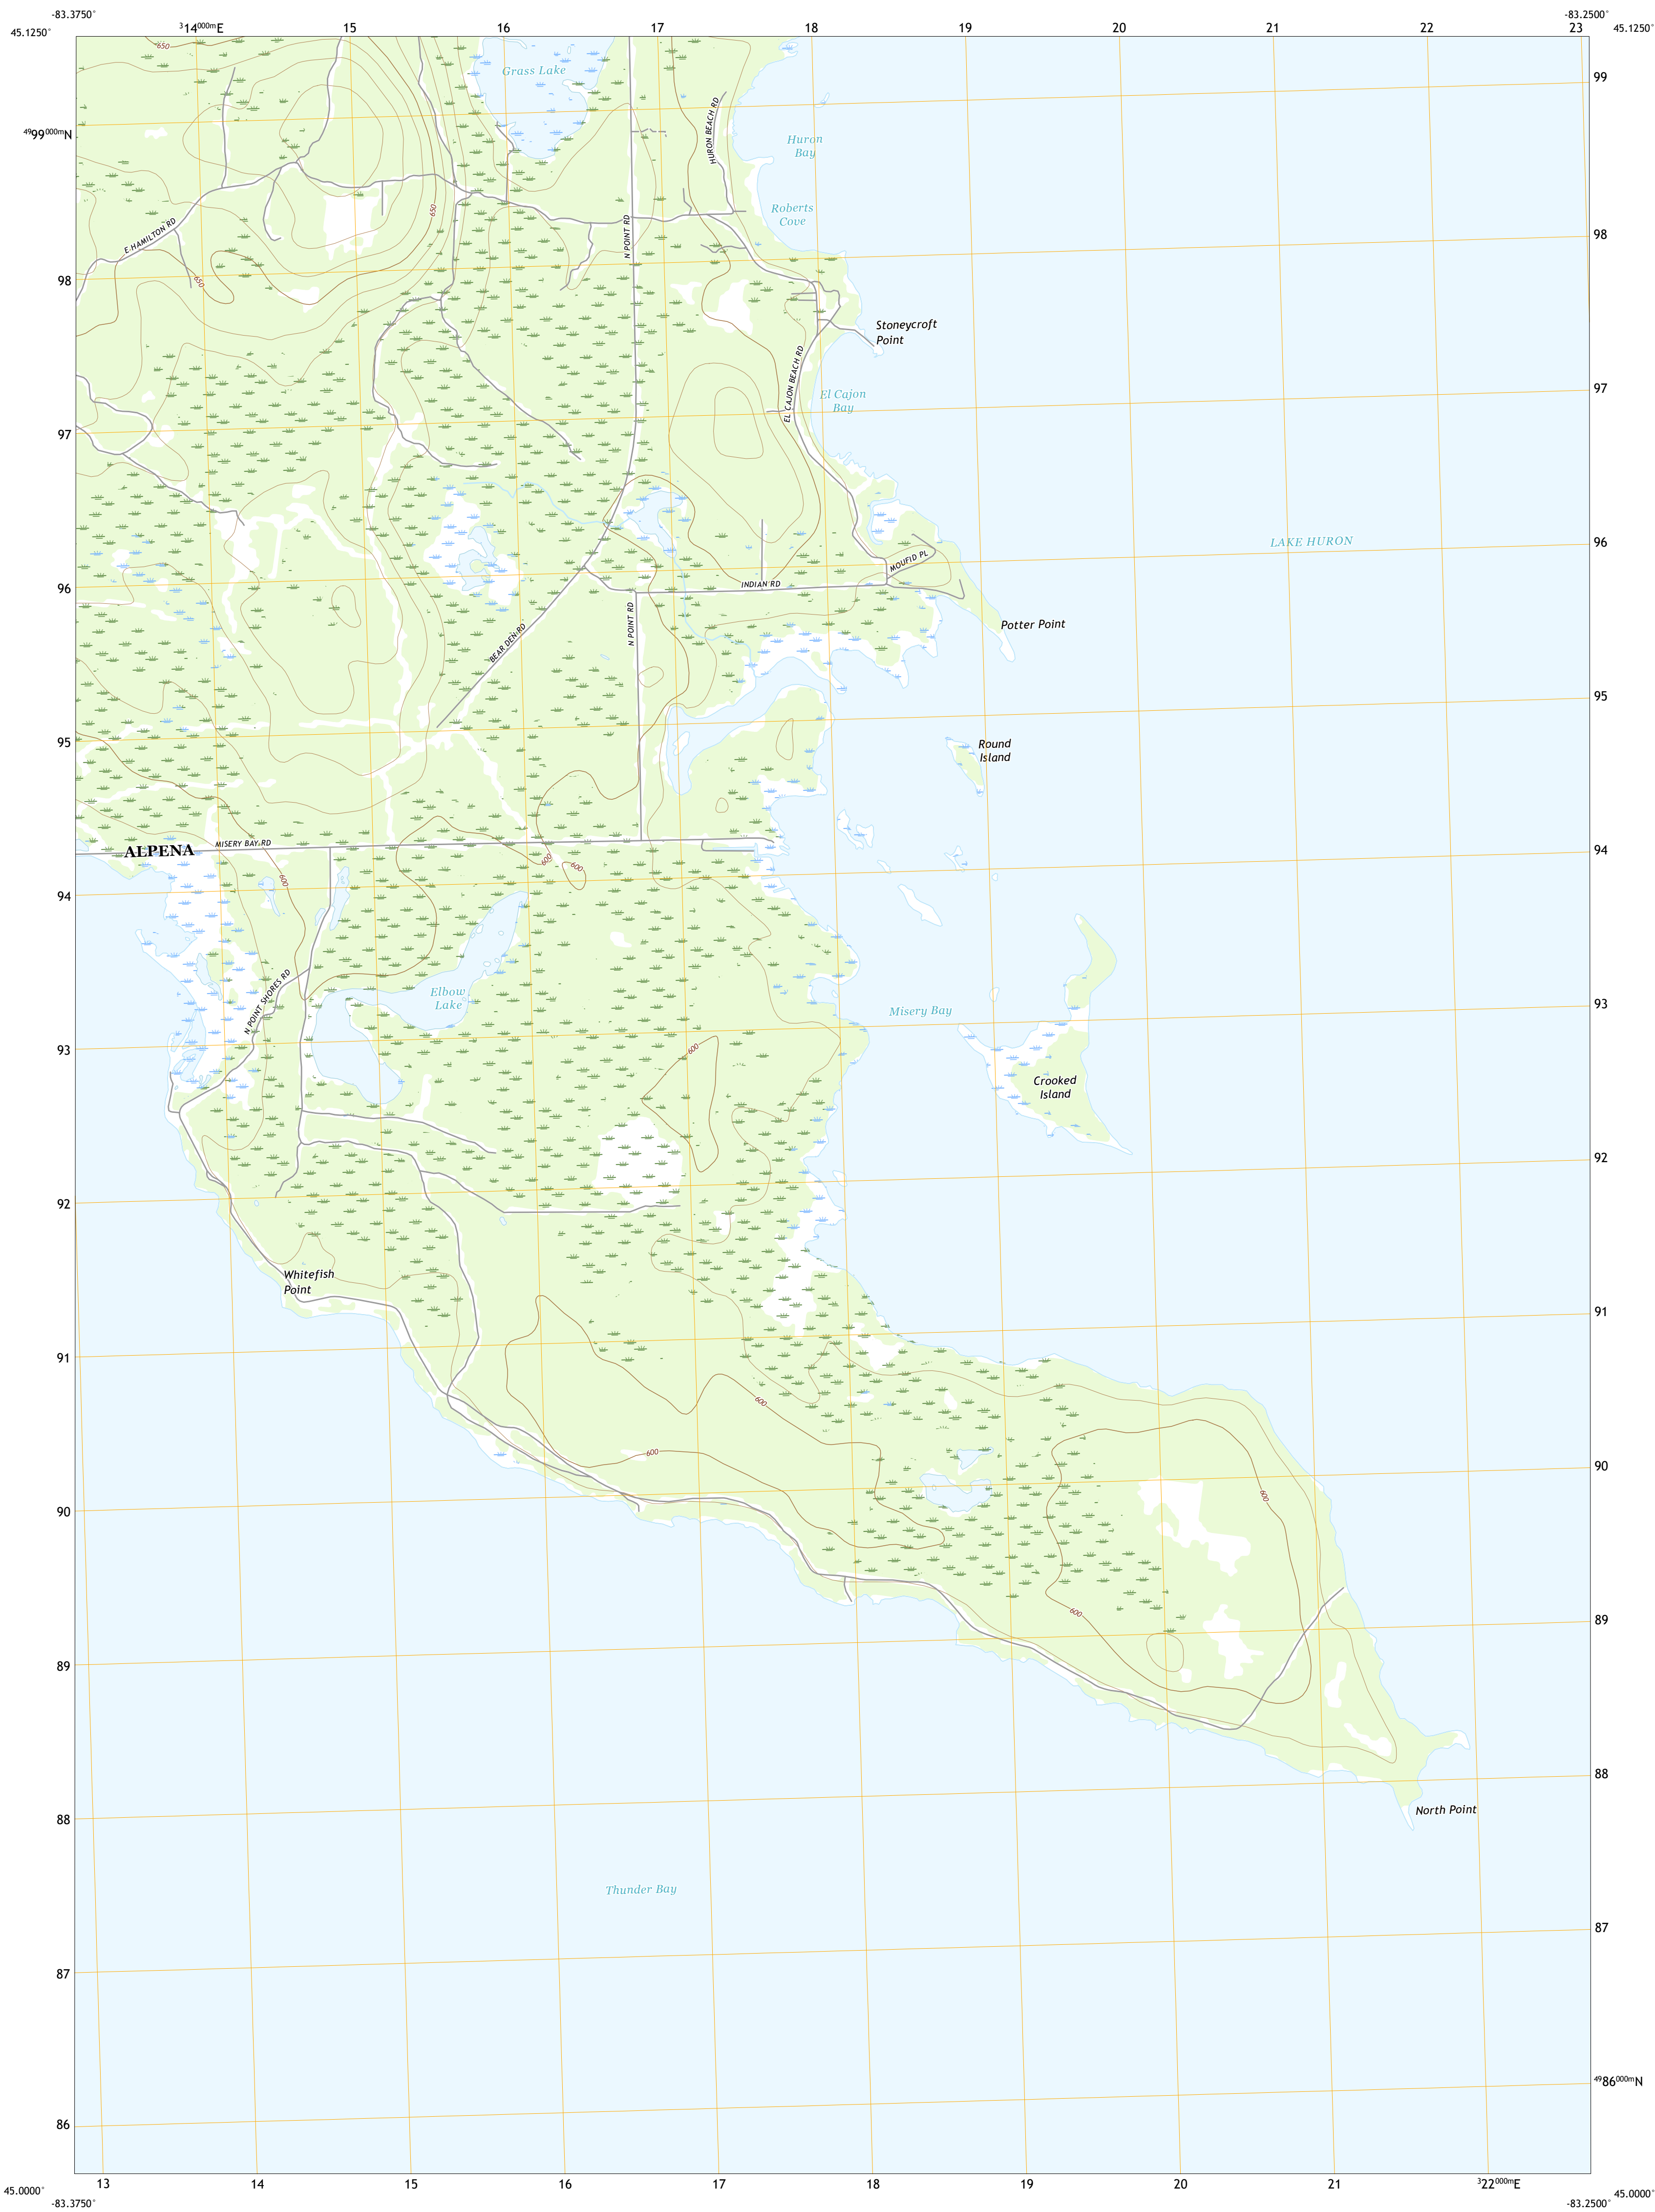 -83.3750°
-83.2500°
45.1250°
³14⁰⁰⁰ᵐE
15
16
17
18
19
20
21
22
23
45.1250°
650
Grass Lake
99
⁴⁹99⁰⁰⁰ᵐN
HURON BEACH RD
Huron
Bay
650
Roberts
Cove
E HAMILTON RD
N POINT RD
98
650
98
Stoneycroft
Point
EL CAJON BEACH RD
El Cajon
Bay
97
97
LAKE HURON
96
MOUFID PL
INDIAN RD
96
N POINT RD
BEAR DEN RD
Potter Point
95
95
Round
Island
MISERY BAY RD
ALPENA
94
600
600
600
94
N POINT SHORES RD
Elbow
Lake
Misery Bay
93
93
600
Crooked
Island
92
92
Whitefish
Point
91
91
600
600
90
600
90
600
89
89
88
North Point
88
Thunder Bay
87
87
⁴⁹86⁰⁰⁰ᵐN
86
13
14
15
16
17
18
19
20
21
³22⁰⁰⁰ᵐE
45.0000°
45.0000°
-83.3750°
-83.2500°